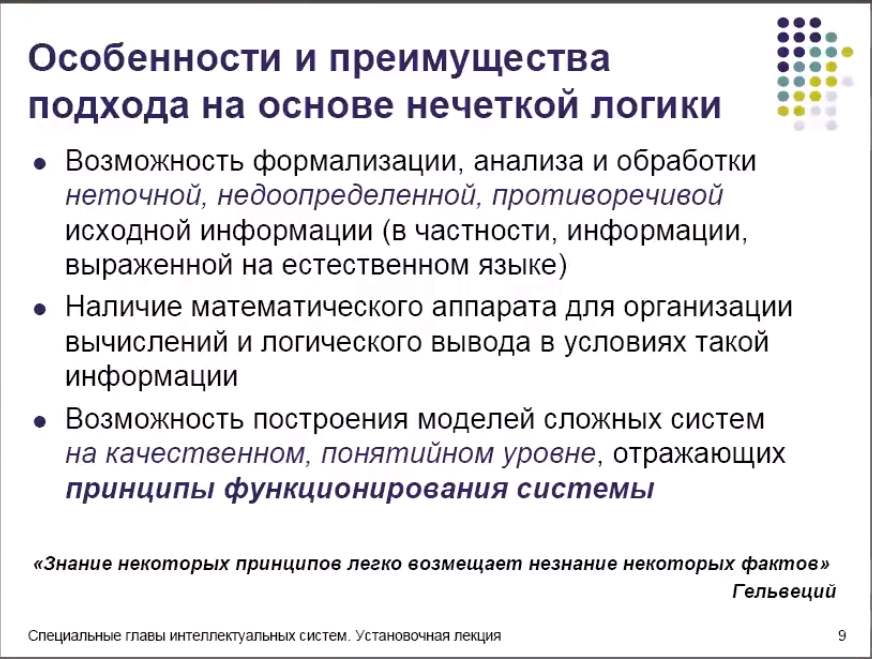 Особенности и преимущества
подхода на основе нечеткой логики
● Возможность формализации, анализа и обработки
неточной, недоопределенной, противоречивой
исходной информации (в частности, информации,
выраженной на естественном языке)
● Наличие математического аппарата для организации
вычислений и логического вывода в условиях такой
информации
● Возможность построения моделей сложных систем
на качественном, понятийном уровне, отражающих
принципы функционирования системы
«Знание некоторых принципов легко возмещает незнание некоторых фактов»
Гельвеций
Специальные главы интеллектуальных систем. Установочная лекция 9